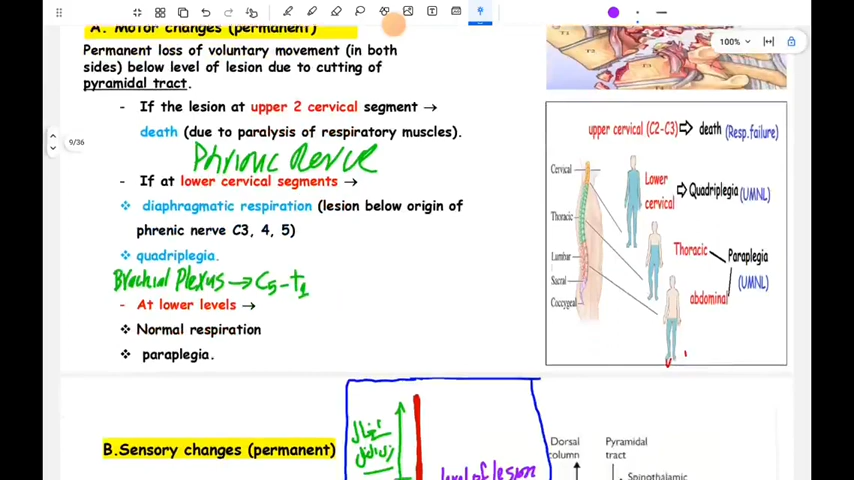 100%
A. Motor changes (permanent)
Permanent loss of voluntary movement (in both
sides) below level of lesion due to cutting of
pyramidal tract.
- If the lesion at upper 2 cervical segment →
death (due to paralysis of respiratory muscles).
Phrenic Nerve
- If at lower cervical segments →
❖ diaphragmatic respiration (lesion below origin of
phrenic nerve C3, 4, 5)
❖ quadriplegia.
Brachial Plexus → C5-T1
- At lower levels →
❖ Normal respiration
❖ paraplegia.
9/36
upper cervical (C2-C3) ⇨ death (Resp.failure)
Cervical
Thoracic
Lumbar
Sacral
Coccygeal
Lower
cervical ⇨ Quadriplegia (UMNL)
Thoracic
abdominal
Paraplegia
(UMNL)
B.Sensory changes (permanent)
level of lesion
Dorsal
column
Pyramidal
tract
Spinothalamic